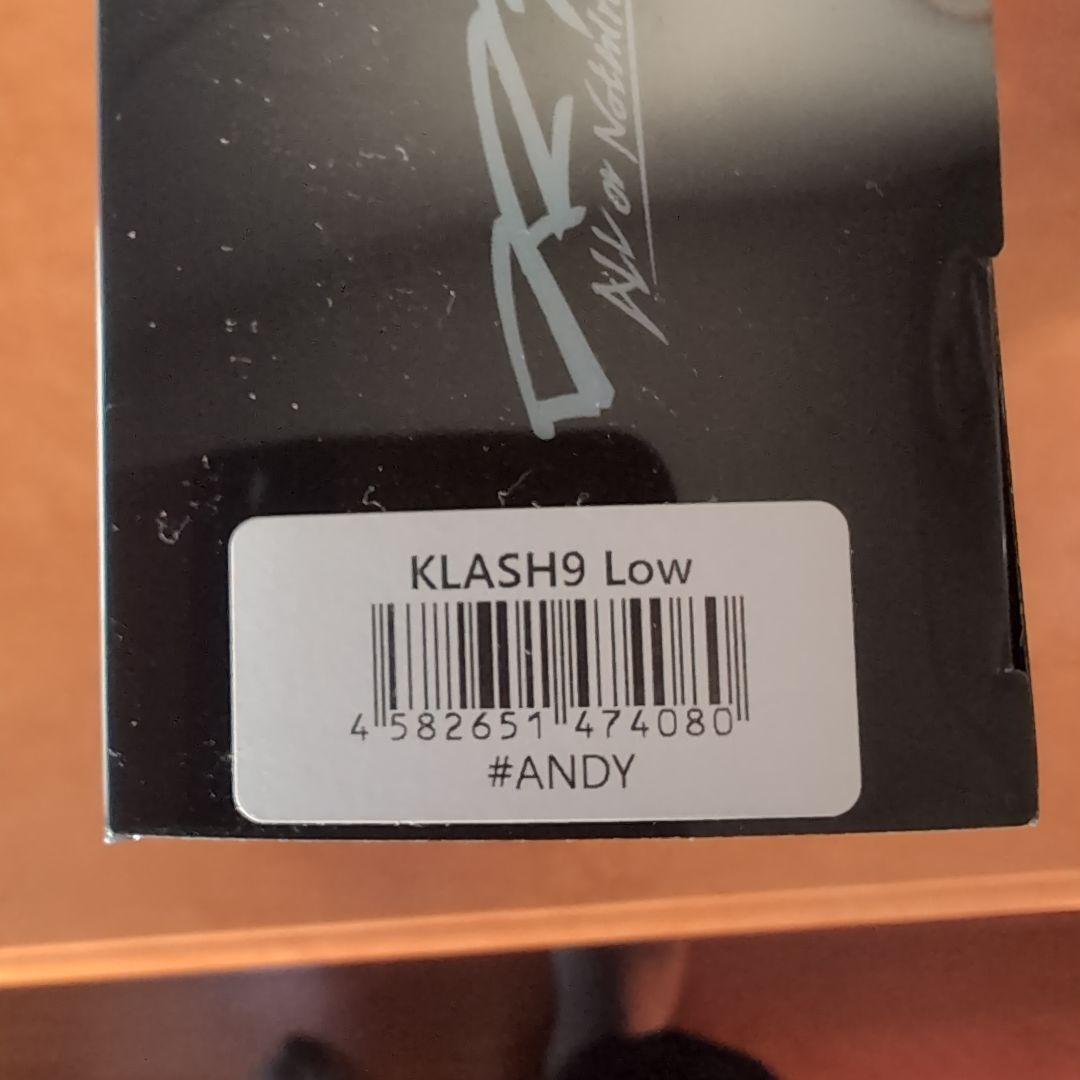 All or Nothing
KLASH9 Low
4 582651 474080
#ANDY